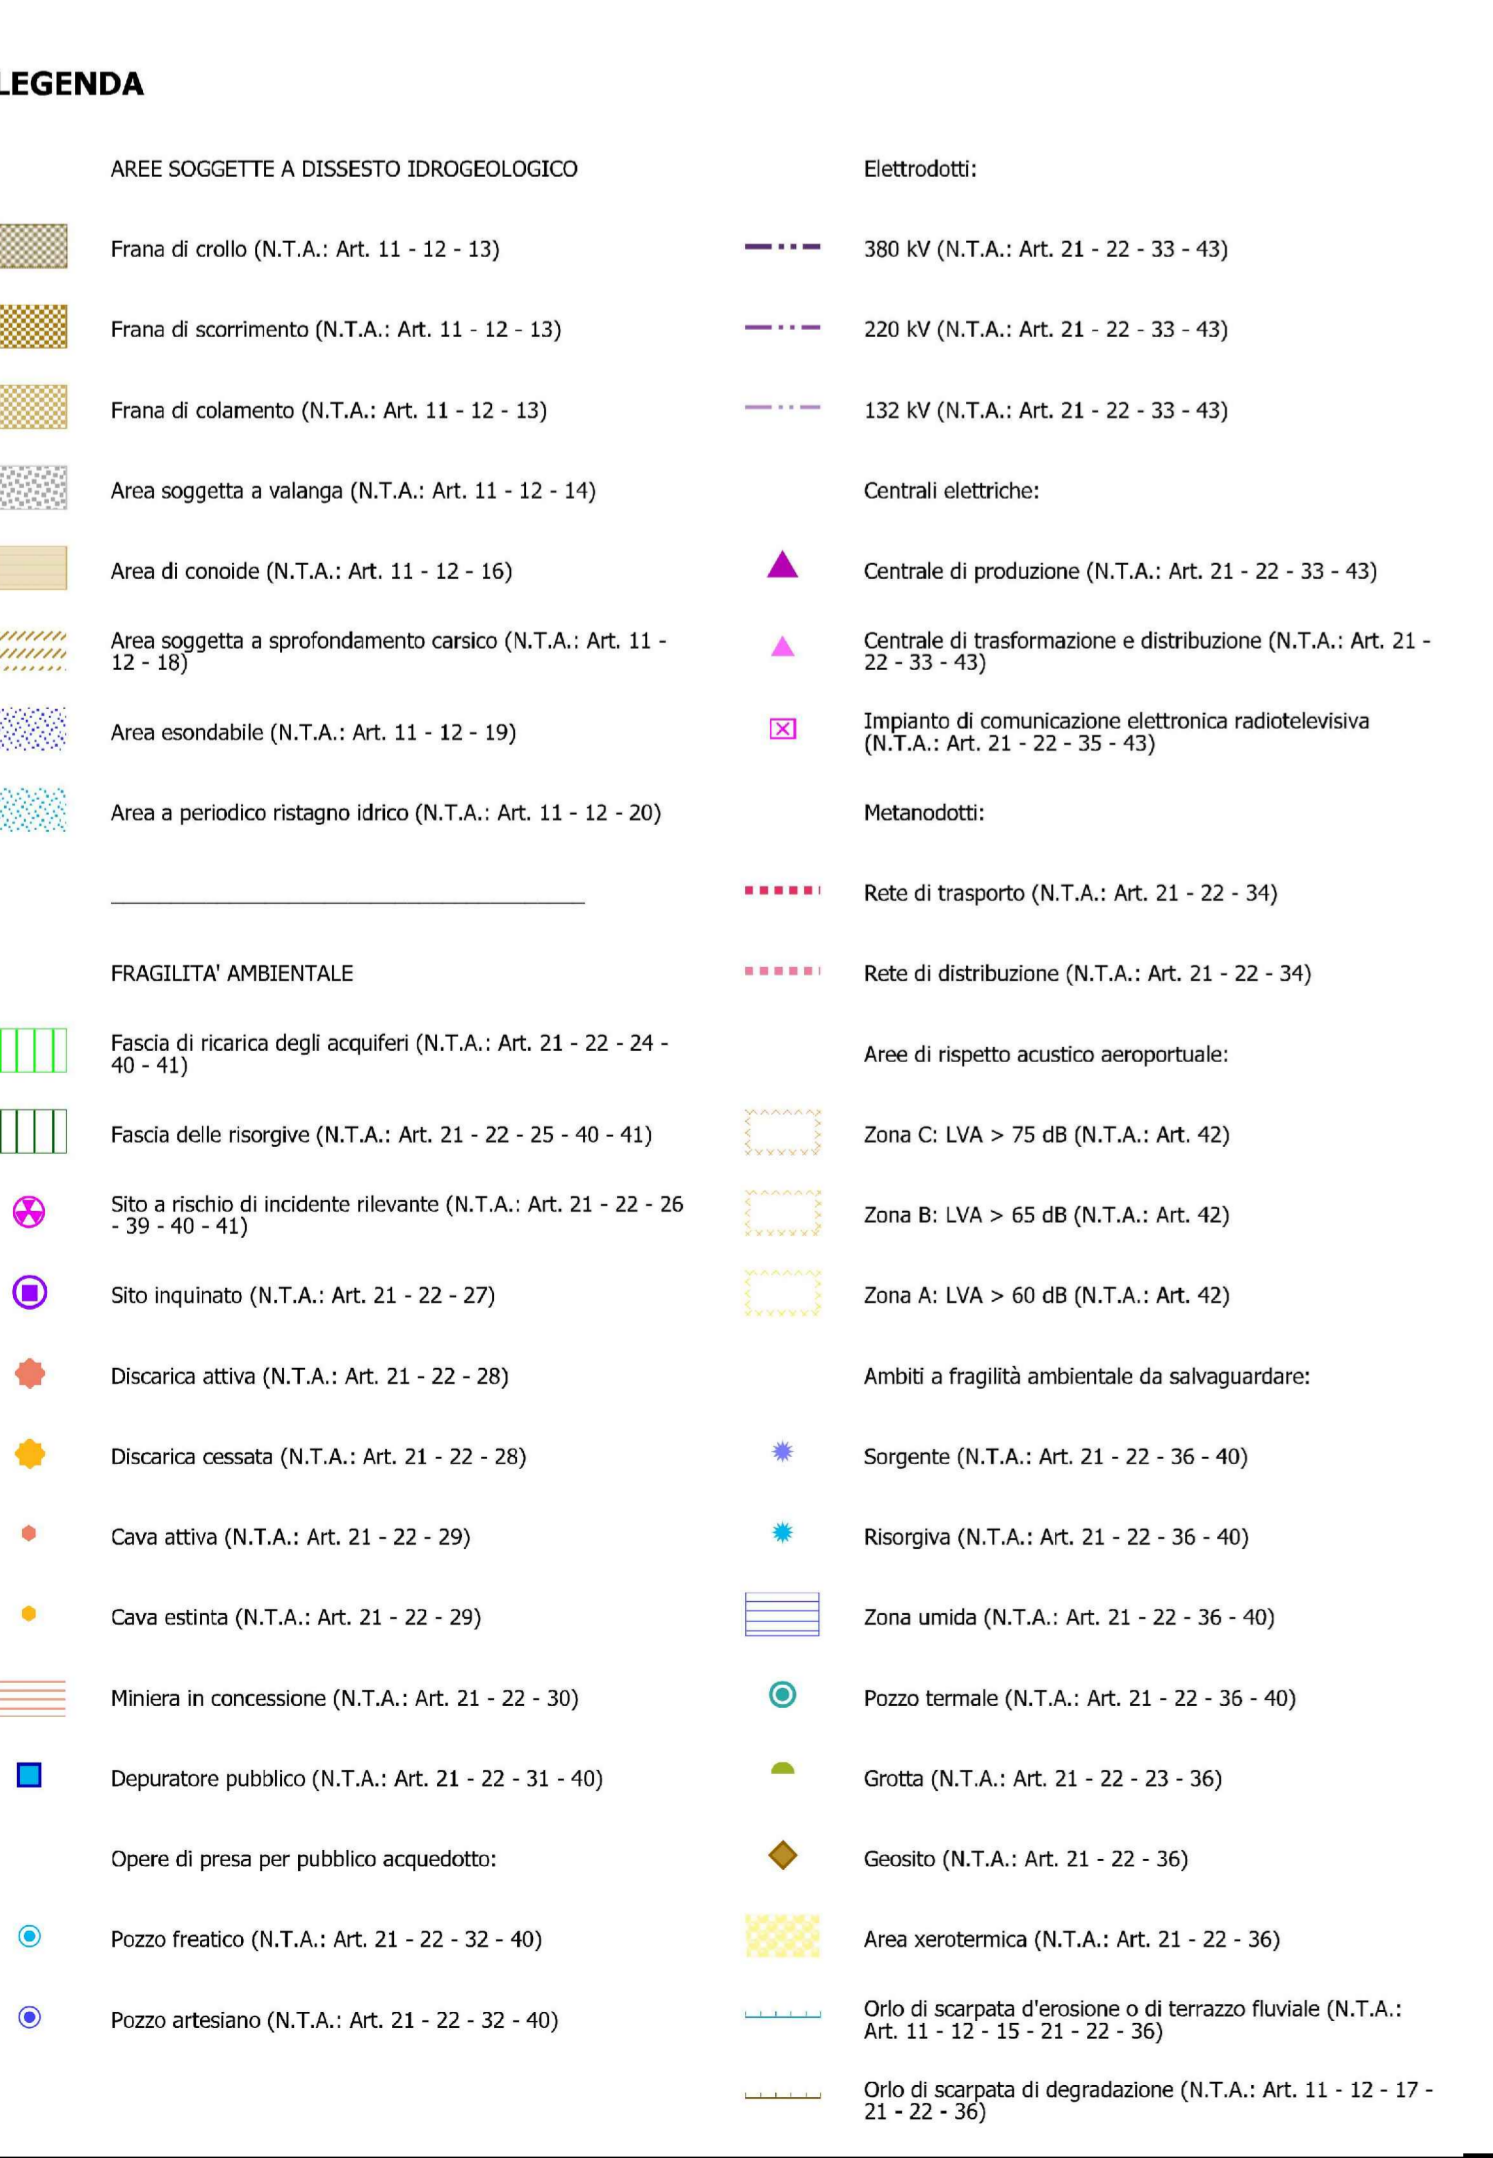 LEGENDA
AREE SOGGETTE A DISSESTO IDROGEOLOGICO
Frana di crollo (N.T.A.: Art. 11 - 12 - 13)
Frana di scorrimento (N.T.A.: Art. 11 - 12 - 13)
Frana di colamento (N.T.A.: Art. 11 - 12 - 13)
Area soggetta a valanga (N.T.A.: Art. 11 - 12 - 14)
Area di conoide (N.T.A.: Art. 11 - 12 - 16)
Area soggetta a sprofondamento carsico (N.T.A.: Art. 11 -
12 - 18)
Area esondabile (N.T.A.: Art. 11 - 12 - 19)
Area a periodico ristagno idrico (N.T.A.: Art. 11 - 12 - 20)
FRAGILITA' AMBIENTALE
Fascia di ricarica degli acquiferi (N.T.A.: Art. 21 - 22 - 24 -
40 - 41)
Fascia delle risorgive (N.T.A.: Art. 21 - 22 - 25 - 40 - 41)
Sito a rischio di incidente rilevante (N.T.A.: Art. 21 - 22 - 26
- 39 - 40 - 41)
Sito inquinato (N.T.A.: Art. 21 - 22 - 27)
Discarica attiva (N.T.A.: Art. 21 - 22 - 28)
Discarica cessata (N.T.A.: Art. 21 - 22 - 28)
Cava attiva (N.T.A.: Art. 21 - 22 - 29)
Cava estinta (N.T.A.: Art. 21 - 22 - 29)
Miniera in concessione (N.T.A.: Art. 21 - 22 - 30)
Depuratore pubblico (N.T.A.: Art. 21 - 22 - 31 - 40)
Opere di presa per pubblico acquedotto:
Pozzo freatico (N.T.A.: Art. 21 - 22 - 32 - 40)
Pozzo artesiano (N.T.A.: Art. 21 - 22 - 32 - 40)
Elettrodotti:
380 kV (N.T.A.: Art. 21 - 22 - 33 - 43)
220 kV (N.T.A.: Art. 21 - 22 - 33 - 43)
132 kV (N.T.A.: Art. 21 - 22 - 33 - 43)
Centrali elettriche:
Centrale di produzione (N.T.A.: Art. 21 - 22 - 33 - 43)
Centrale di trasformazione e distribuzione (N.T.A.: Art. 21 -
22 - 33 - 43)
Impianto di comunicazione elettronica radiotelevisiva
(N.T.A.: Art. 21 - 22 - 35 - 43)
Metanodotti:
Rete di trasporto (N.T.A.: Art. 21 - 22 - 34)
Rete di distribuzione (N.T.A.: Art. 21 - 22 - 34)
Aree di rispetto acustico aeroportuale:
Zona C: LVA > 75 dB (N.T.A.: Art. 42)
Zona B: LVA > 65 dB (N.T.A.: Art. 42)
Zona A: LVA > 60 dB (N.T.A.: Art. 42)
Ambiti a fragilità ambientale da salvaguardare:
Sorgente (N.T.A.: Art. 21 - 22 - 36 - 40)
Risorgiva (N.T.A.: Art. 21 - 22 - 36 - 40)
Zona umida (N.T.A.: Art. 21 - 22 - 36 - 40)
Pozzo termale (N.T.A.: Art. 21 - 22 - 36 - 40)
Grotta (N.T.A.: Art. 21 - 22 - 23 - 36)
Geosito (N.T.A.: Art. 21 - 22 - 36)
Area xerotermica (N.T.A.: Art. 21 - 22 - 36)
Orlo di scarpata d'erosione o di terrazzo fluviale (N.T.A.:
Art. 11 - 12 - 15 - 21 - 22 - 36)
Orlo di scarpata di degradazione (N.T.A.: Art. 11 - 12 - 17 -
21 - 22 - 36)